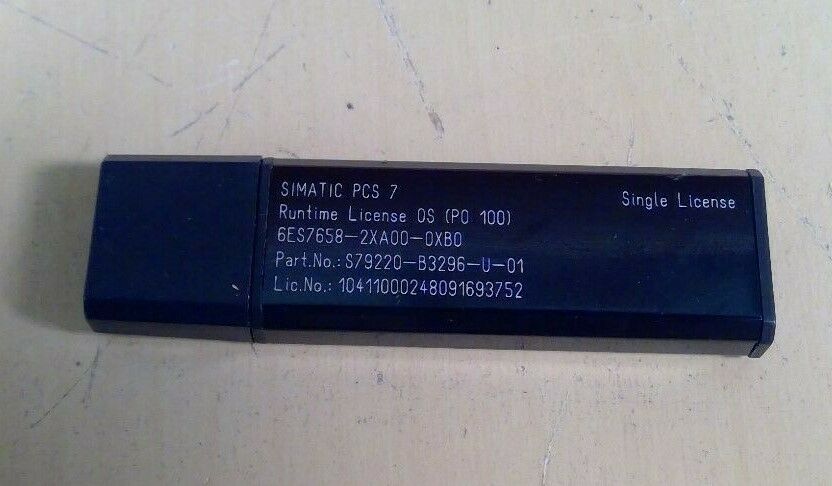 SIMATIC PCS 7
Single License
Runtime License OS (PO 100)
6ES7658-2XA00-0XB0
Part.No.: S79220-B3296-U-01
Lic.No.: 10411000248091693752